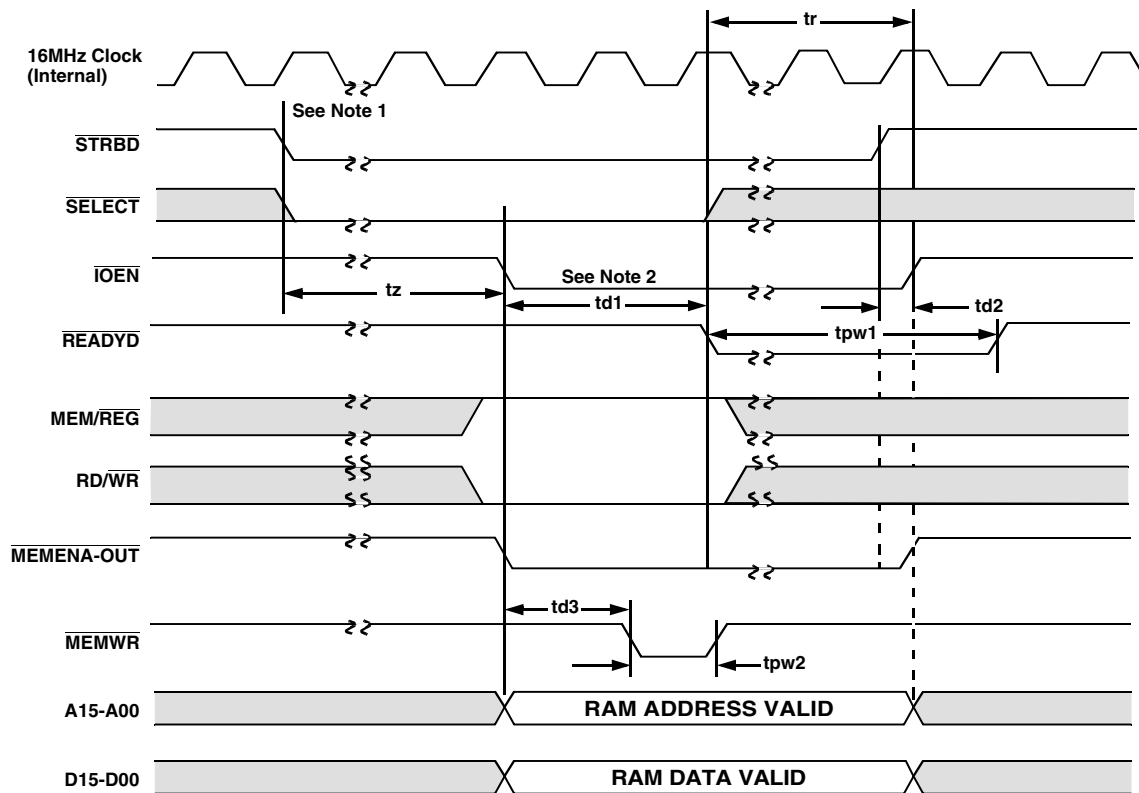 tr
16MHz Clock
(Internal)
See Note 1
STRBD
SELECT
IOEN
See Note 2
tz
td1
td2
READYD
tpw1
MEM/REG
RD/WR
MEMENA-OUT
td3
MEMWR
tpw2
A15-A00
RAM ADDRESS VALID
D15-D00
RAM DATA VALID